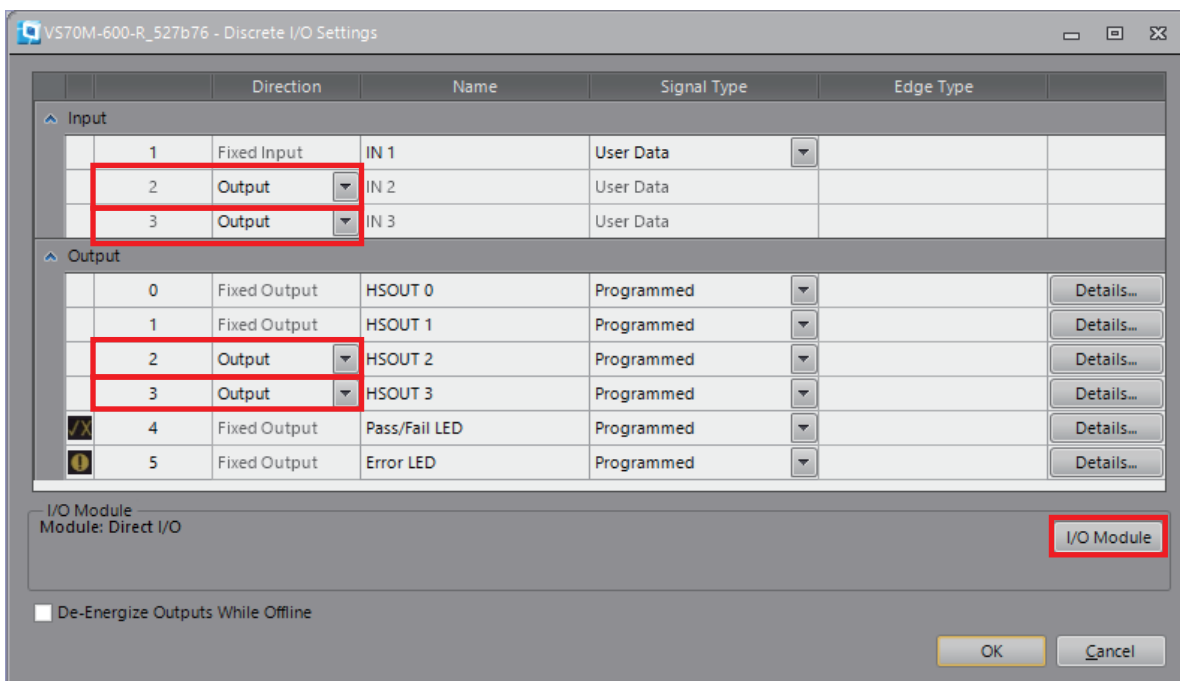 VS70M-600-R_527b76 - Discrete I/O Settings
Direction Name Signal Type Edge Type
Input
1 Fixed Input IN 1 User Data
2 Output IN 2 User Data
3 Output IN 3 User Data
Output
0 Fixed Output HSOUT 0 Programmed Details...
1 Fixed Output HSOUT 1 Programmed Details...
2 Output HSOUT 2 Programmed Details...
3 Output HSOUT 3 Programmed Details...
4 Fixed Output Pass/Fail LED Programmed Details...
5 Fixed Output Error LED Programmed Details...
I/O Module
Module: Direct I/O
I/O Module
De-Energize Outputs While Offline
OK Cancel